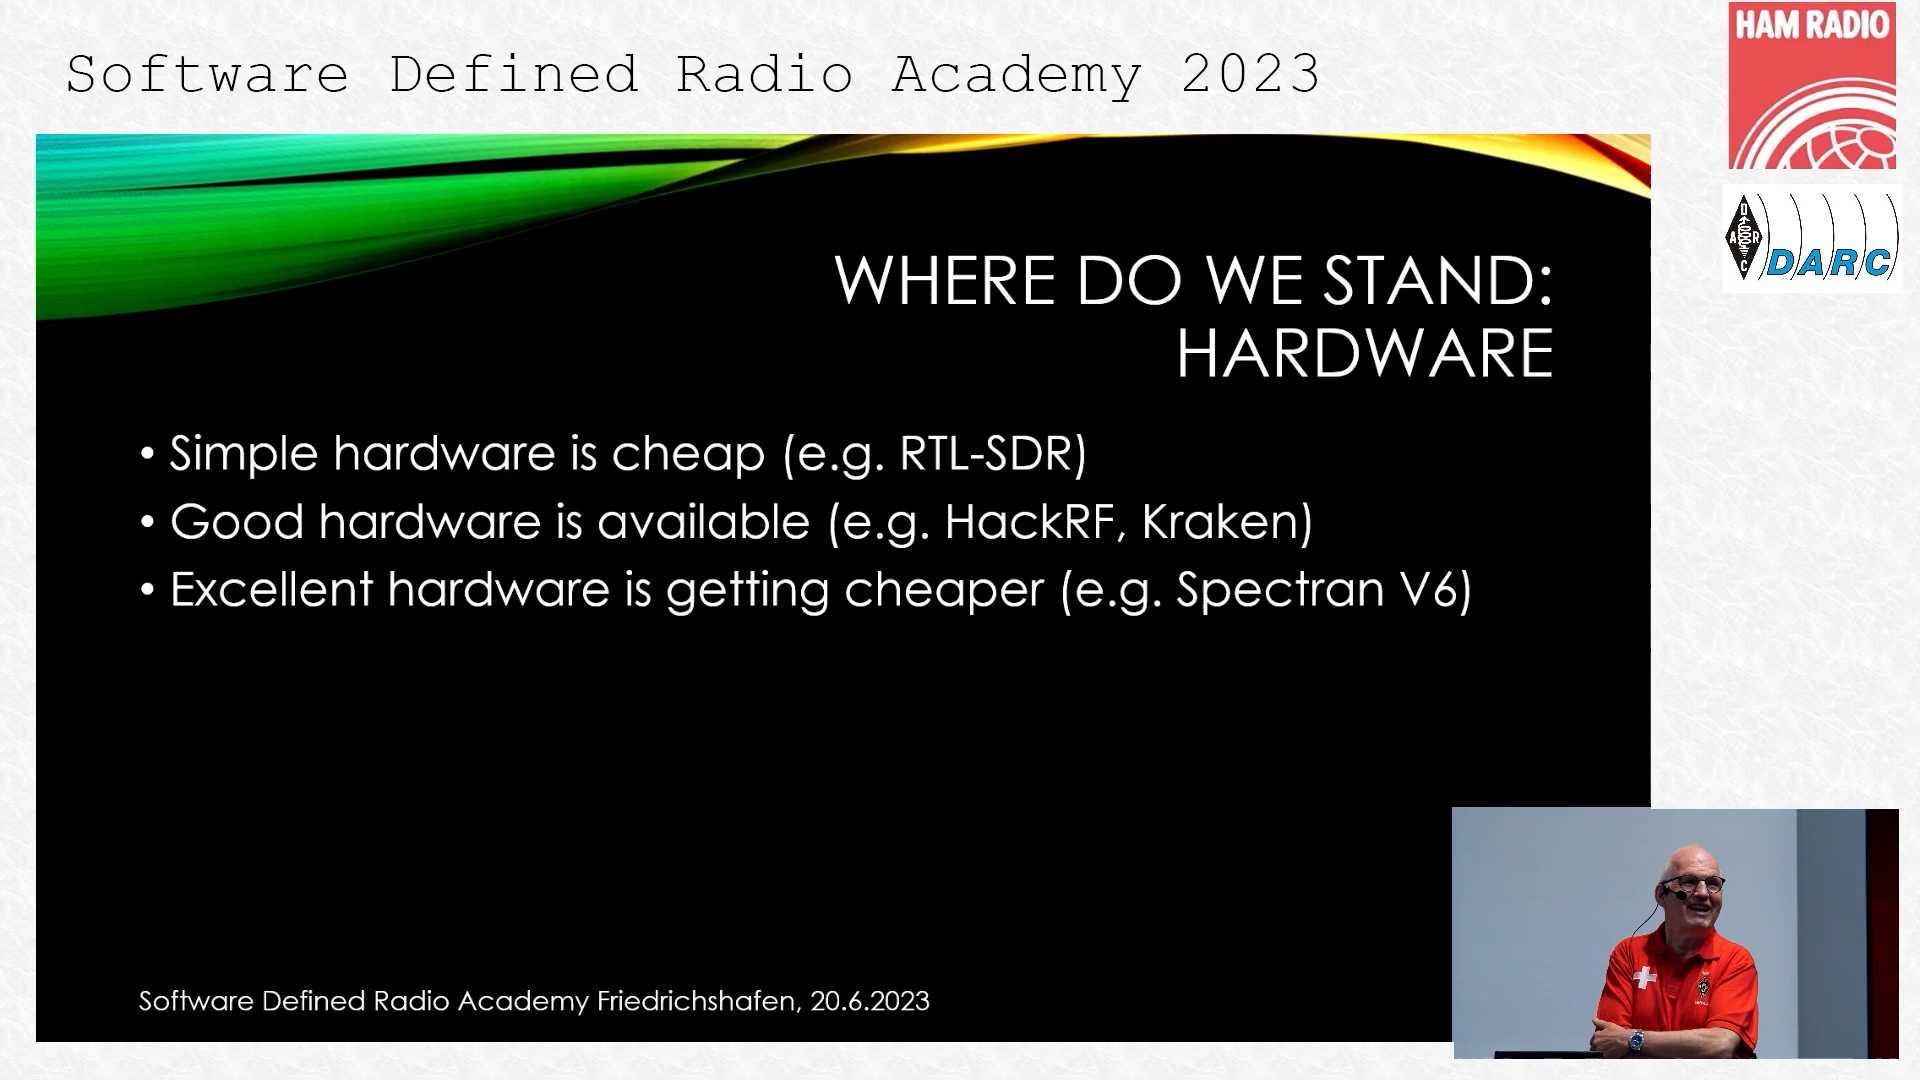 Software Defined Radio Academy 2023
HAM RADIO
D
A R
C
DARC
WHERE DO WE STAND:
HARDWARE
• Simple hardware is cheap (e.g. RTL-SDR)
• Good hardware is available (e.g. HackRF, Kraken)
• Excellent hardware is getting cheaper (e.g. Spectran V6)
Software Defined Radio Academy Friedrichshafen, 20.6.2023